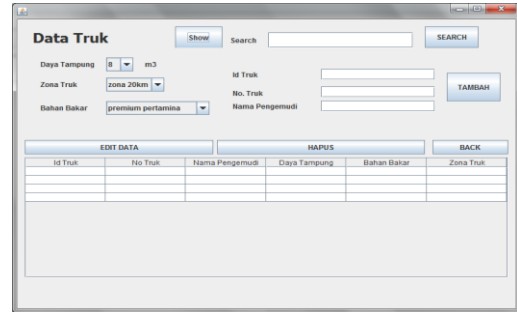 Data Truk Show Search SEARCH
Daya Tampung 8 m3
Id Truk
Zona Truk zona 20km
No. Truk TAMBAH
Bahan Bakar premium pertamina Nama Pengemudi
EDIT DATA HAPUS BACK
Id Truk No Truk Nama Pengemudi Daya Tampung Bahan Bakar Zona Truk